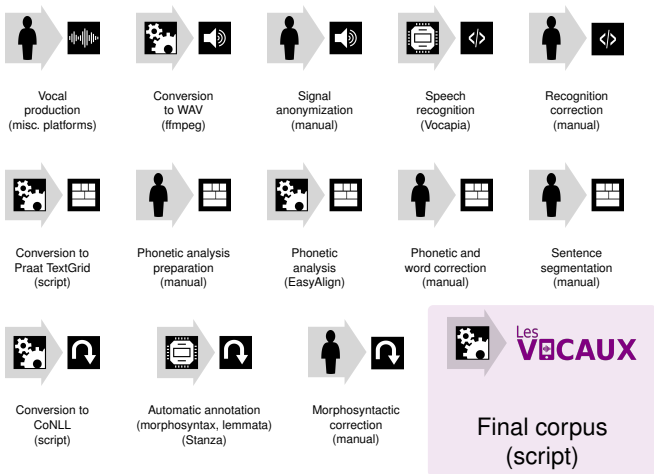 Vocal
production
(misc. platforms)
Conversion
to WAV
(ffmpeg)
Signal
anonymization
(manual)
Speech
recognition
(Vocapia)
Recognition
correction
(manual)
Conversion to
Praat TextGrid
(script)
Phonetic analysis
preparation
(manual)
Phonetic
analysis
(EasyAlign)
Phonetic and
word correction
(manual)
Sentence
segmentation
(manual)
Conversion to
CoNLL
(script)
Automatic annotation
(morphosyntax, lemmata)
(Stanza)
Morphosyntactic
correction
(manual)
Les
VOCAUX
Final corpus
(script)